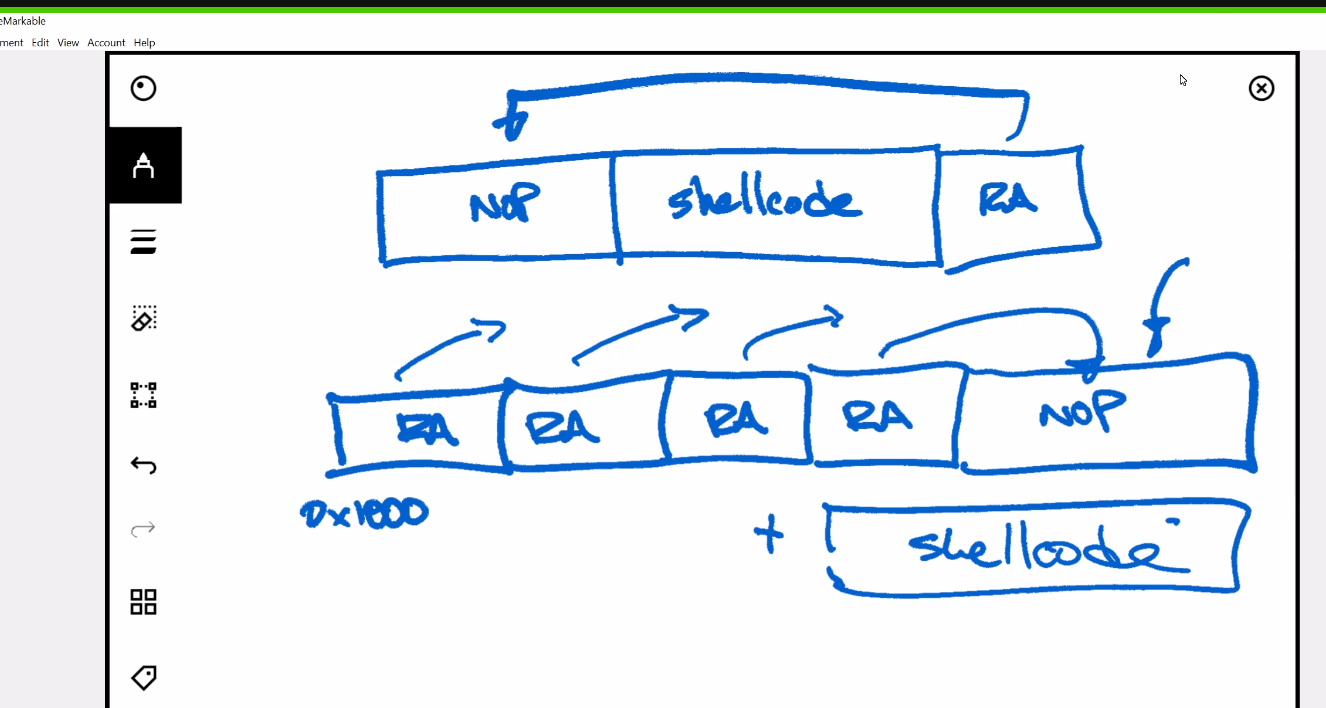 eMarkable
ment Edit View Account Help
NOP shellcode RA
RA RA RA RA NOP
0x1000
+ shellcode